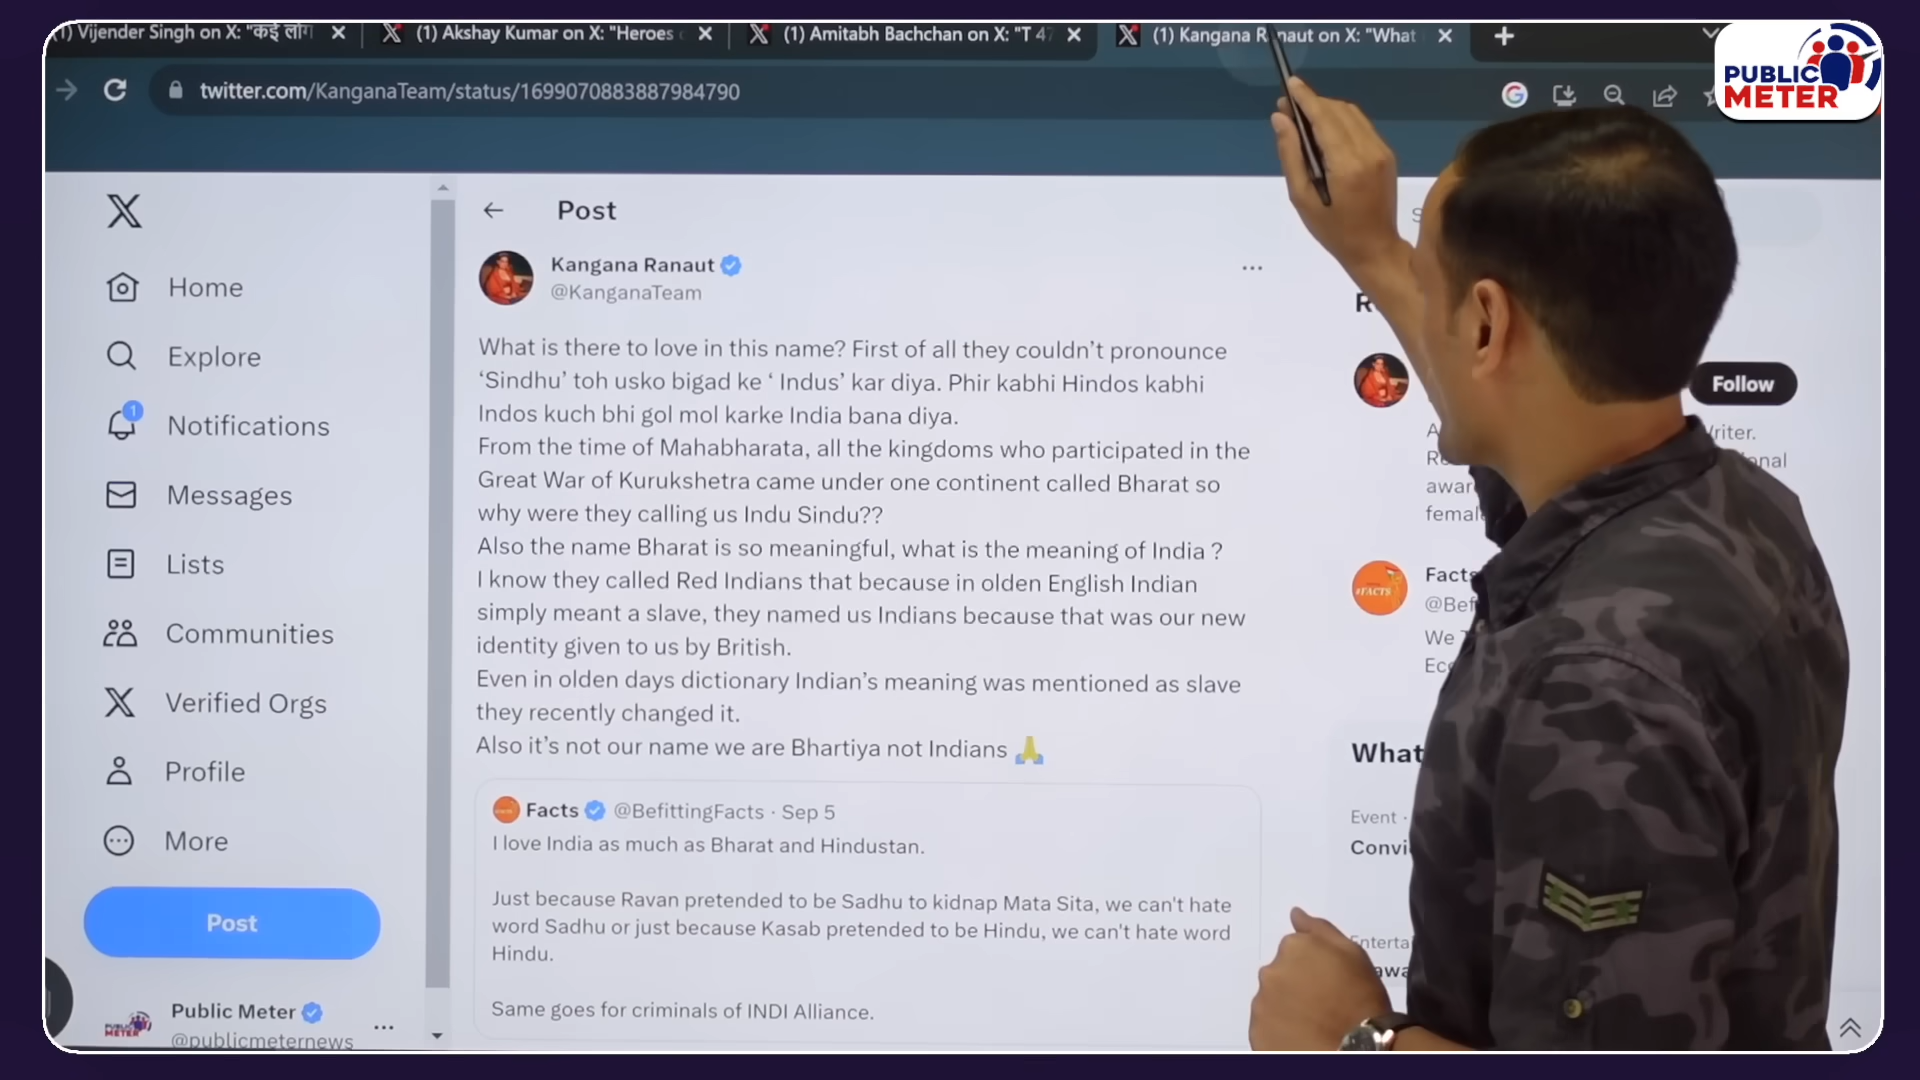 Vijender Singh on X: "कई लोग
(1) Akshay Kumar on X: "Heroes
(1) Amitabh Bachchan on X: "T 47
(1) Kangana R naut on X: "What
PUBLIC
METER
twitter.com/KanganaTeam/status/1699070883887984790
Post
Home
Explore
1
Notifications
Messages
Lists
Communities
Verified Orgs
Profile
More
Post
Public Meter
@publicmeternews
PUBLIC
METER
Kangana Ranaut
@KanganaTeam
What is there to love in this name? First of all they couldn't pronounce
'Sindhu' toh usko bigad ke ' Indus' kar diya. Phir kabhi Hindos kabhi
Indos kuch bhi gol mol karke India bana diya.
From the time of Mahabharata, all the kingdoms who participated in the
Great War of Kurukshetra came under one continent called Bharat so
why were they calling us Indu Sindu??
Also the name Bharat is so meaningful, what is the meaning of India ?
I know they called Red Indians that because in olden English Indian
simply meant a slave, they named us Indians because that was our new
identity given to us by British.
Even in olden days dictionary Indian's meaning was mentioned as slave
they recently changed it.
Also it's not our name we are Bhartiya not Indians 🙏
Facts @BefittingFacts · Sep 5
I love India as much as Bharat and Hindustan.
Just because Ravan pretended to be Sadhu to kidnap Mata Sita, we can't hate
word Sadhu or just because Kasab pretended to be Hindu, we can't hate word
Hindu.
Same goes for criminals of INDI Alliance.
Follow
Writer.
Facts
#FACTS
@Bef
We
What
Event ·
Convi